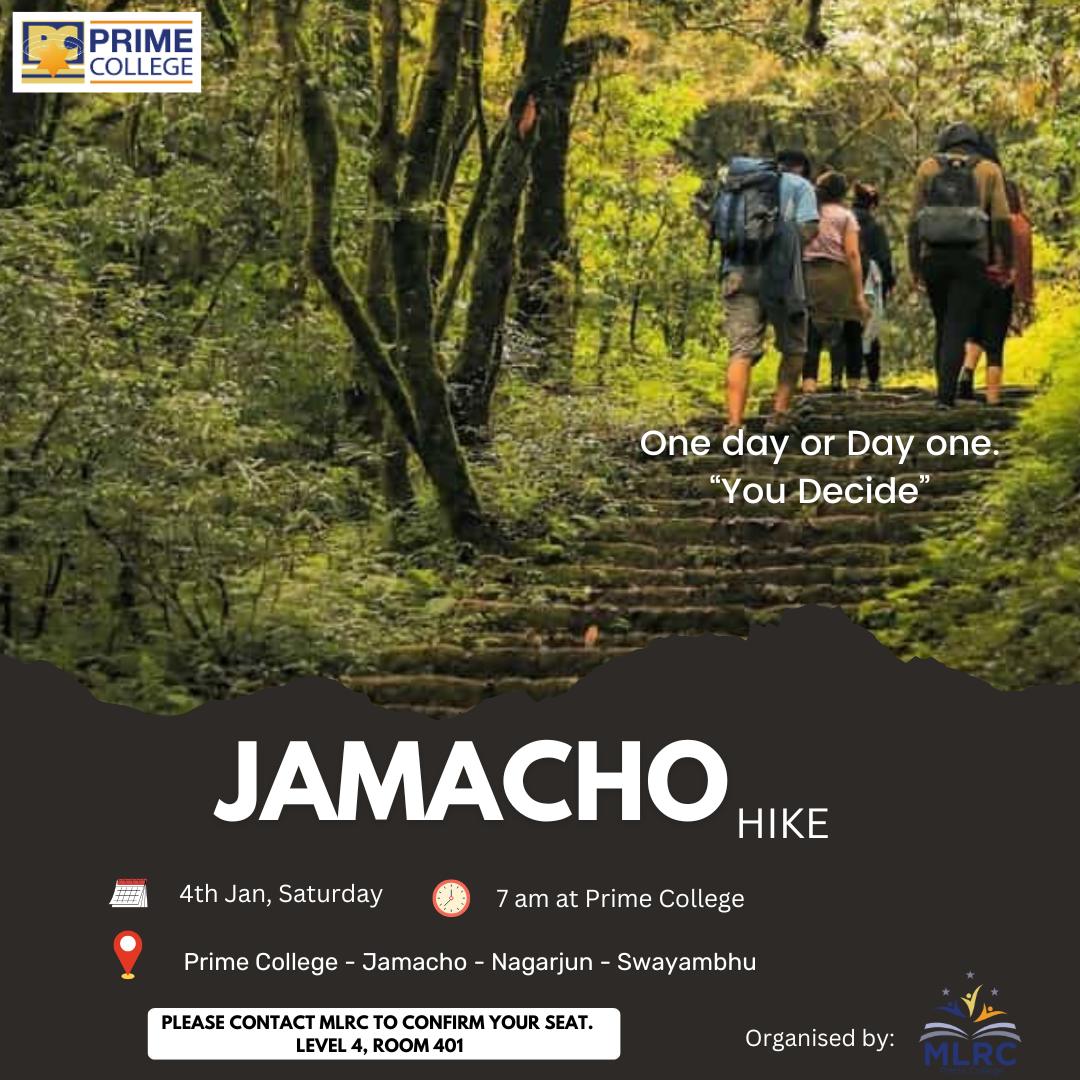 PRIME
COLLEGE
One day or Day one.
“You Decide”
JAMACHO
HIKE
4th Jan, Saturday
7 am at Prime College
Prime College - Jamacho - Nagarjun - Swayambhu
PLEASE CONTACT MLRC TO CONFIRM YOUR SEAT.
LEVEL 4, ROOM 401
Organised by:
MLRC
Prime College